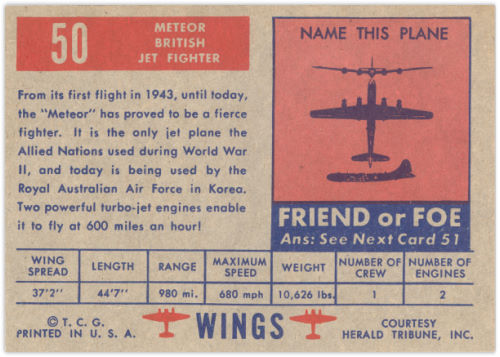 50
METEOR
BRITISH
JET FIGHTER
From its first flight in 1943, until today,
the "Meteor" has proved to be a fierce
fighter. It is the only jet plane the
Allied Nations used during World War
II, and today is being used by the
Royal Australian Air Force in Korea.
Two powerful turbo-jet engines enable
it to fly at 600 miles an hour!
NAME THIS PLANE
FRIEND or FOE
Ans: See Next Card 51
WING SPREAD LENGTH RANGE MAXIMUM SPEED WEIGHT NUMBER OF CREW NUMBER OF ENGINES
37'2" 44'7" 980 mi. 680 mph 10,626 lbs. 1 2
© T. C. G.
PRINTED IN U. S. A.
WINGS
COURTESY
HERALD TRIBUNE, INC.